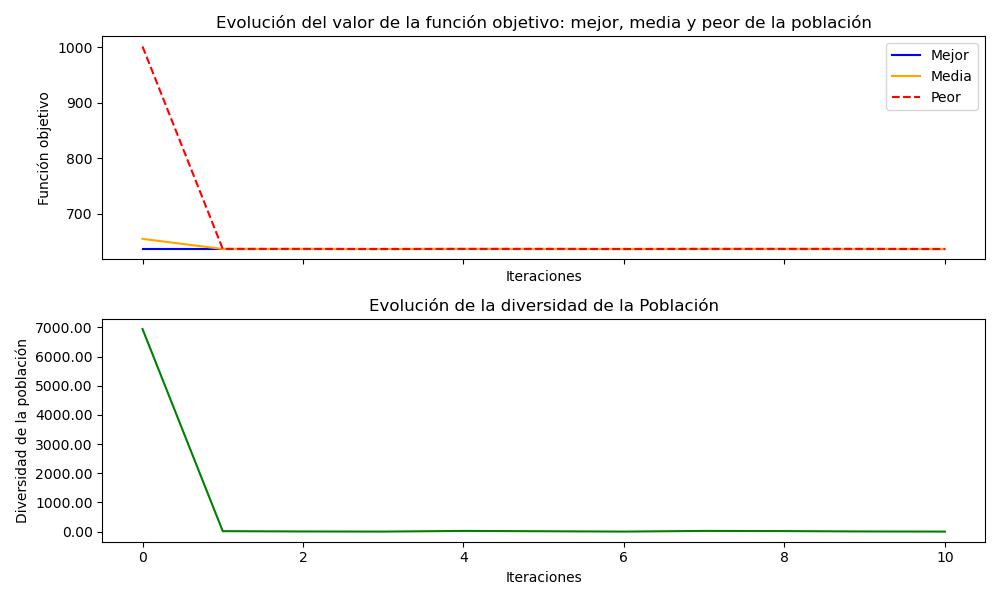 Evolución del valor de la función objetivo: mejor, media y peor de la población
Función objetivo
1000
900
800
700
Mejor
Media
Peor
Iteraciones
Evolución de la diversidad de la Población
Diversidad de la población
7000.00
6000.00
5000.00
4000.00
3000.00
2000.00
1000.00
0.00
0 2 4 6 8 10
Iteraciones